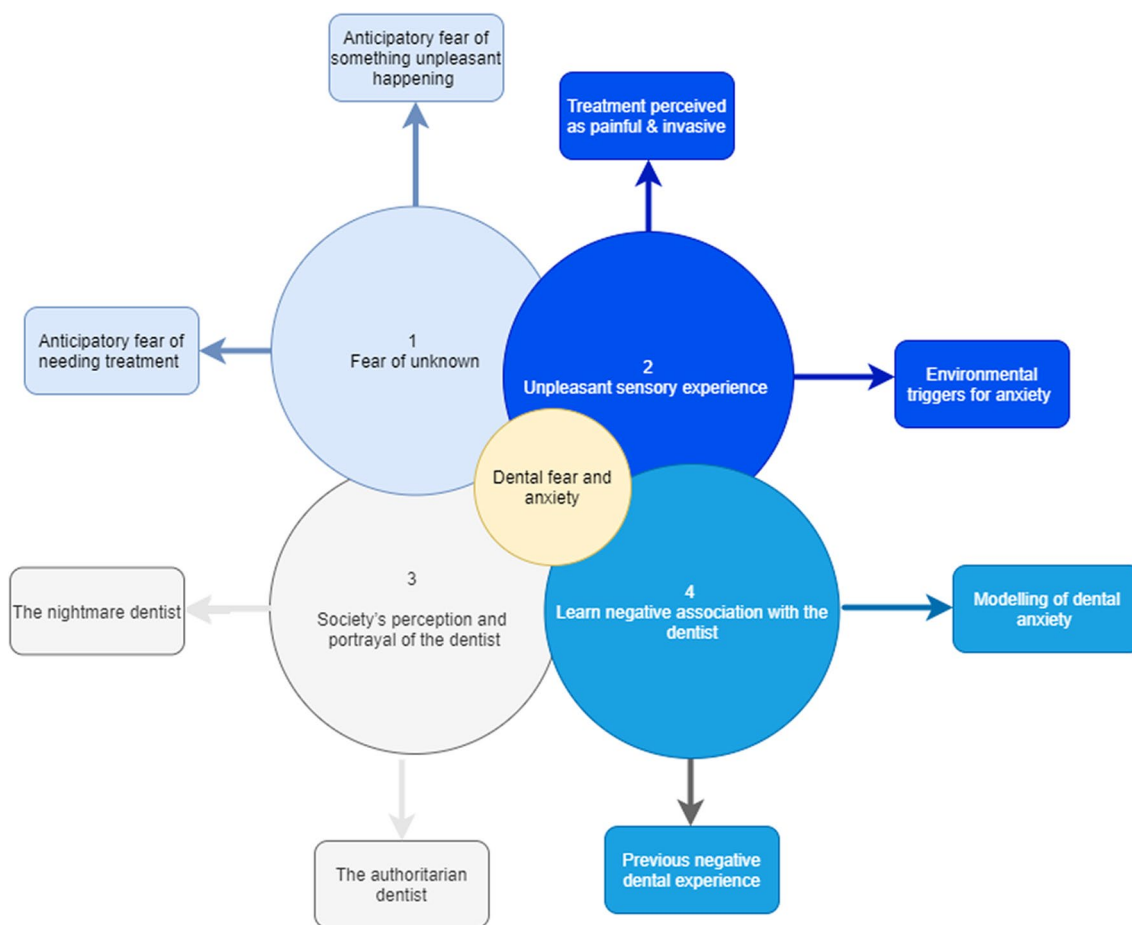 Anticipatory fear of
something unpleasant
happening
Treatment perceived
as painful & invasive
Anticipatory fear of
needing treatment
1
Fear of unknown
2
Unpleasant sensory experience
Environmental
triggers for anxiety
Dental fear and
anxiety
The nightmare dentist
3
Society's perception and
portrayal of the dentist
4
Learn negative association with the
dentist
Modelling of dental
anxiety
The authoritarian
dentist
Previous negative
dental experience